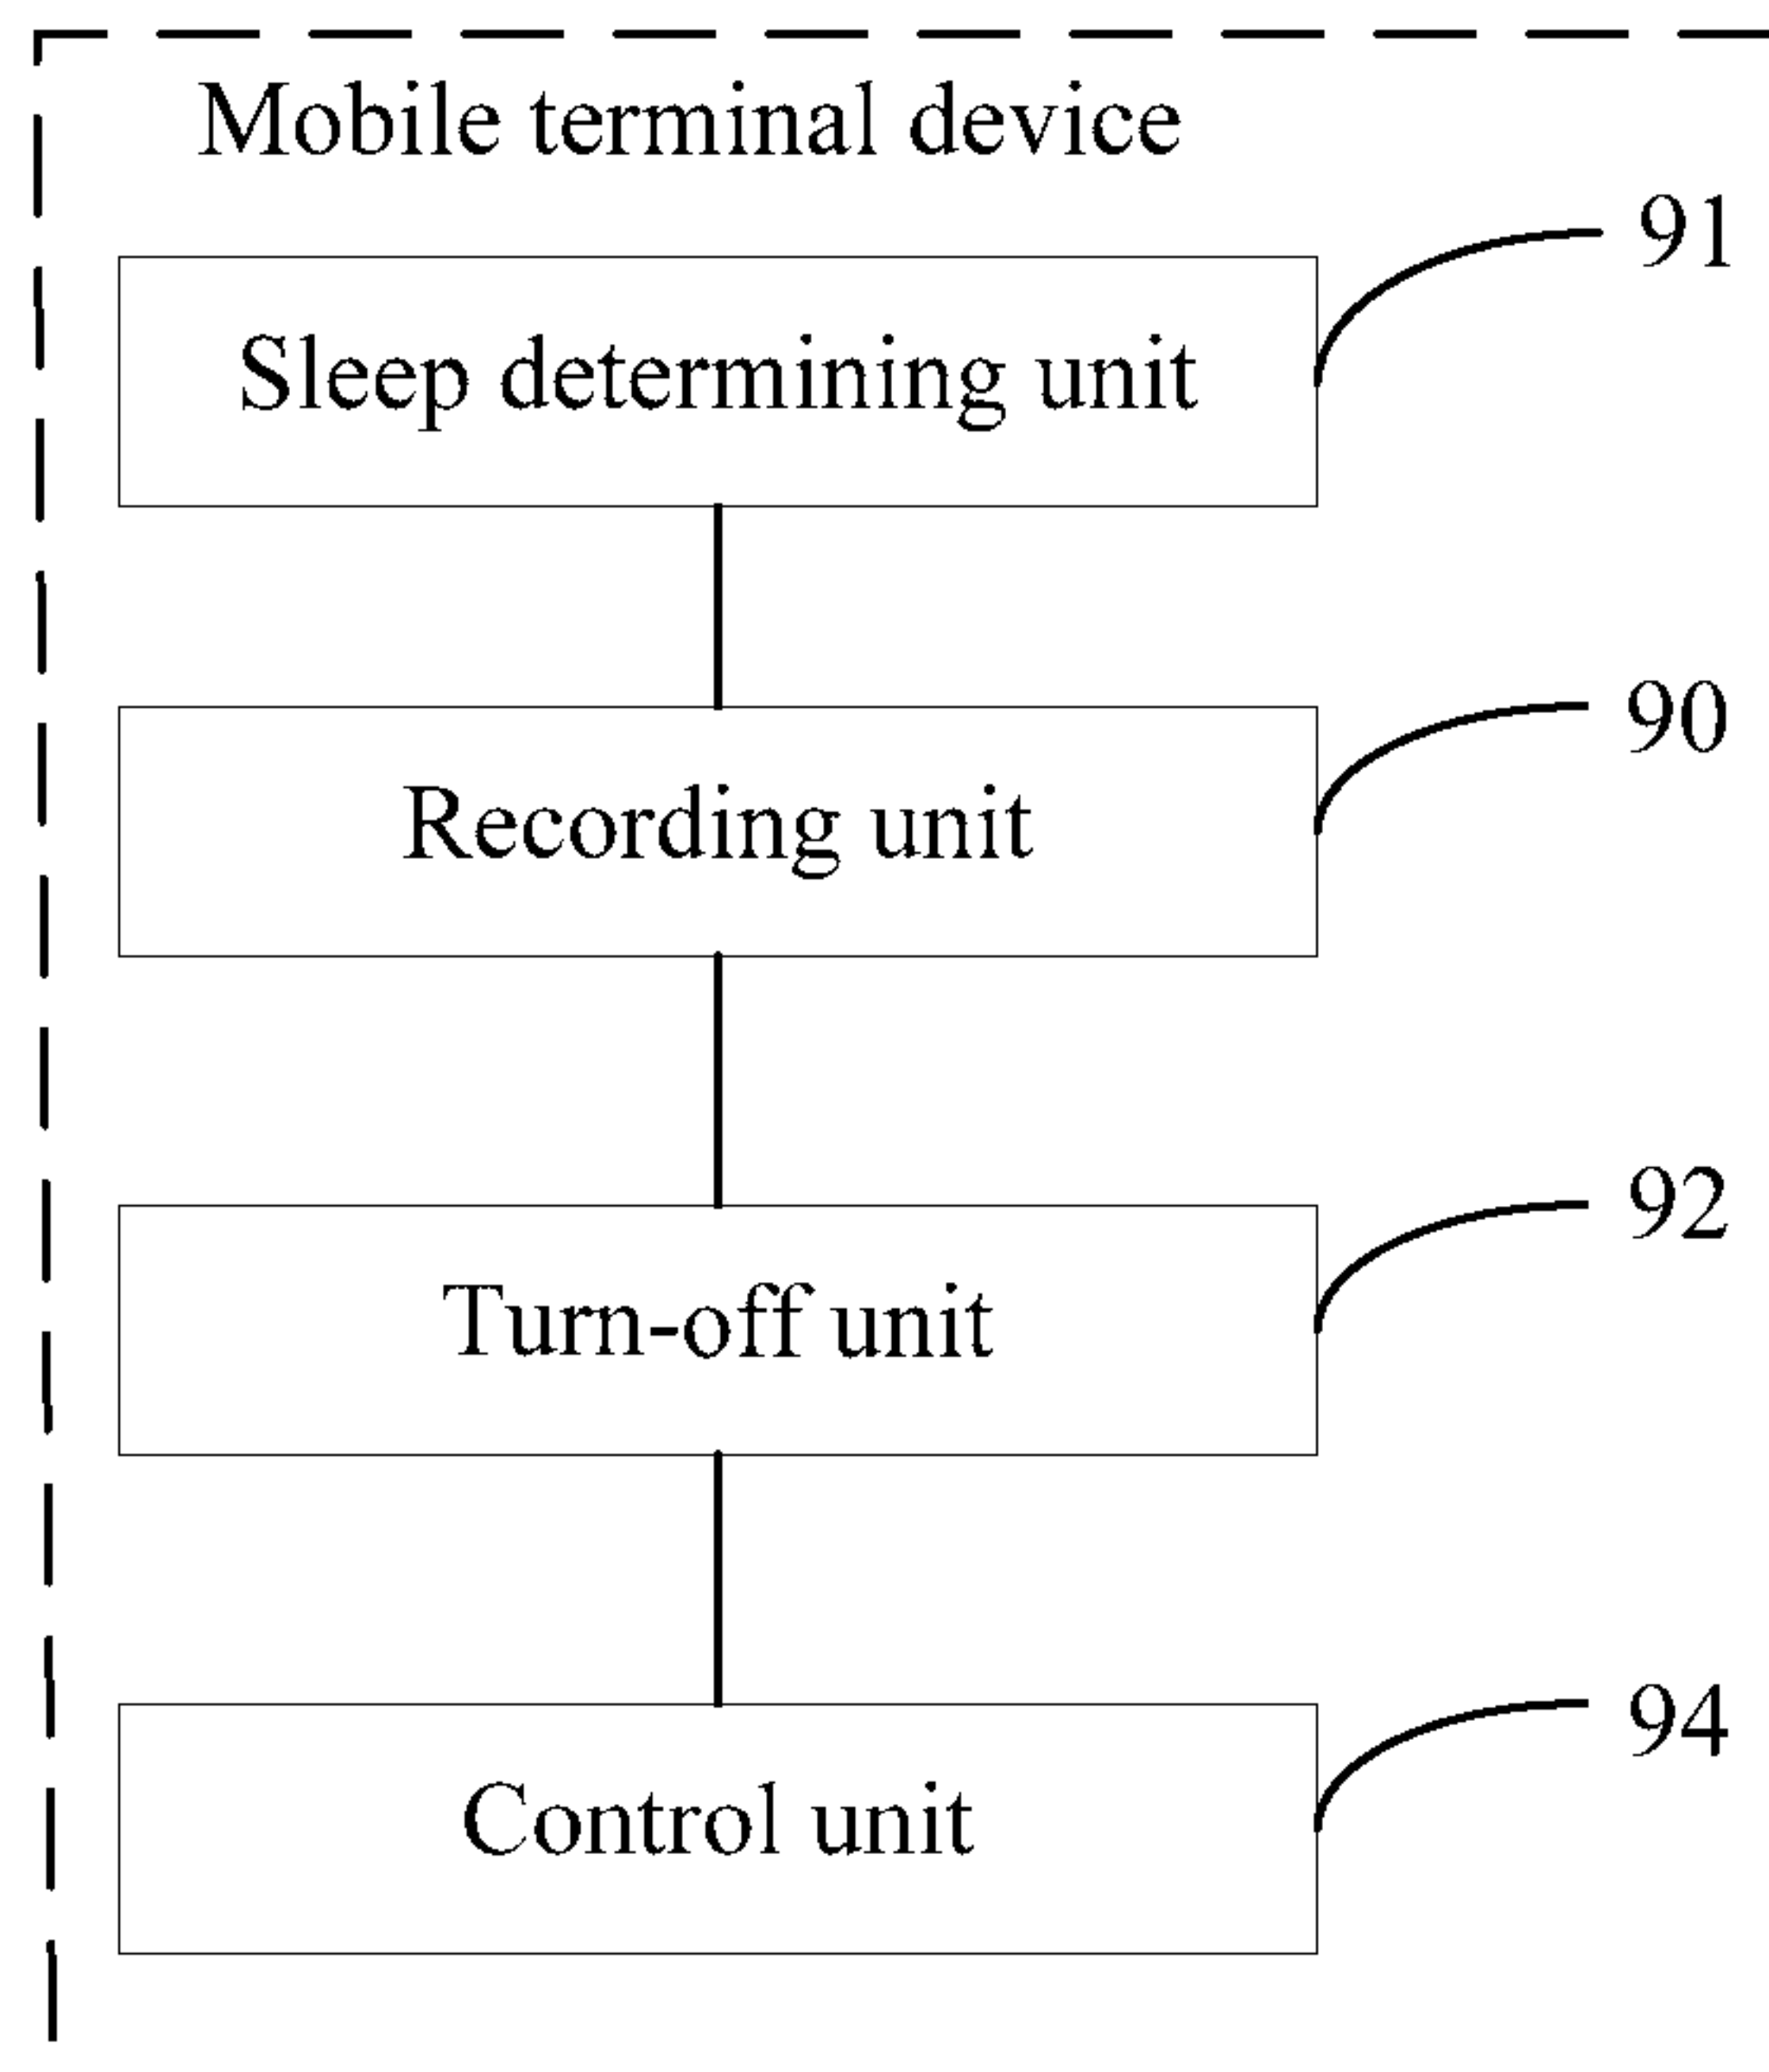 Mobile terminal device
91
Sleep determining unit
90
Recording unit
92
Turn-off unit
94
Control unit